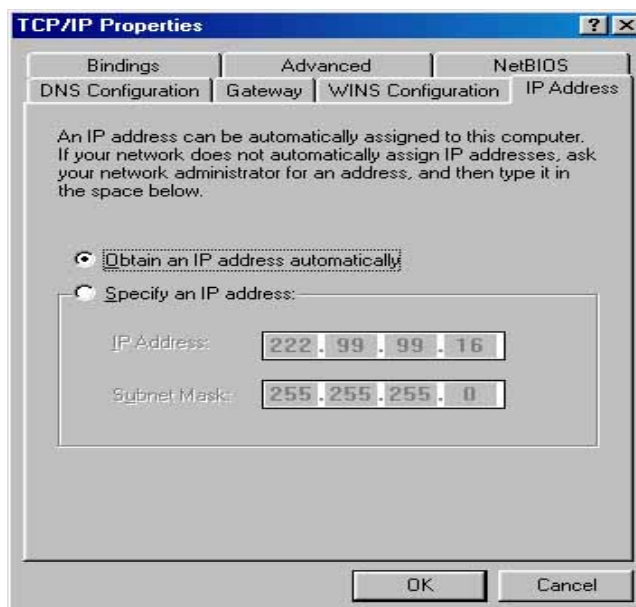 TCP/IP Properties
Bindings Advanced NetBIOS
DNS Configuration Gateway WINS Configuration IP Address
An IP address can be automatically assigned to this computer.
If your network does not automatically assign IP addresses, ask
your network administrator for an address, and then type it in
the space below.
Obtain an IP address automatically
Specify an IP address:
IP Address: 222 . 99 . 99 . 16
Subnet Mask: 255 . 255 . 255 . 0
OK Cancel